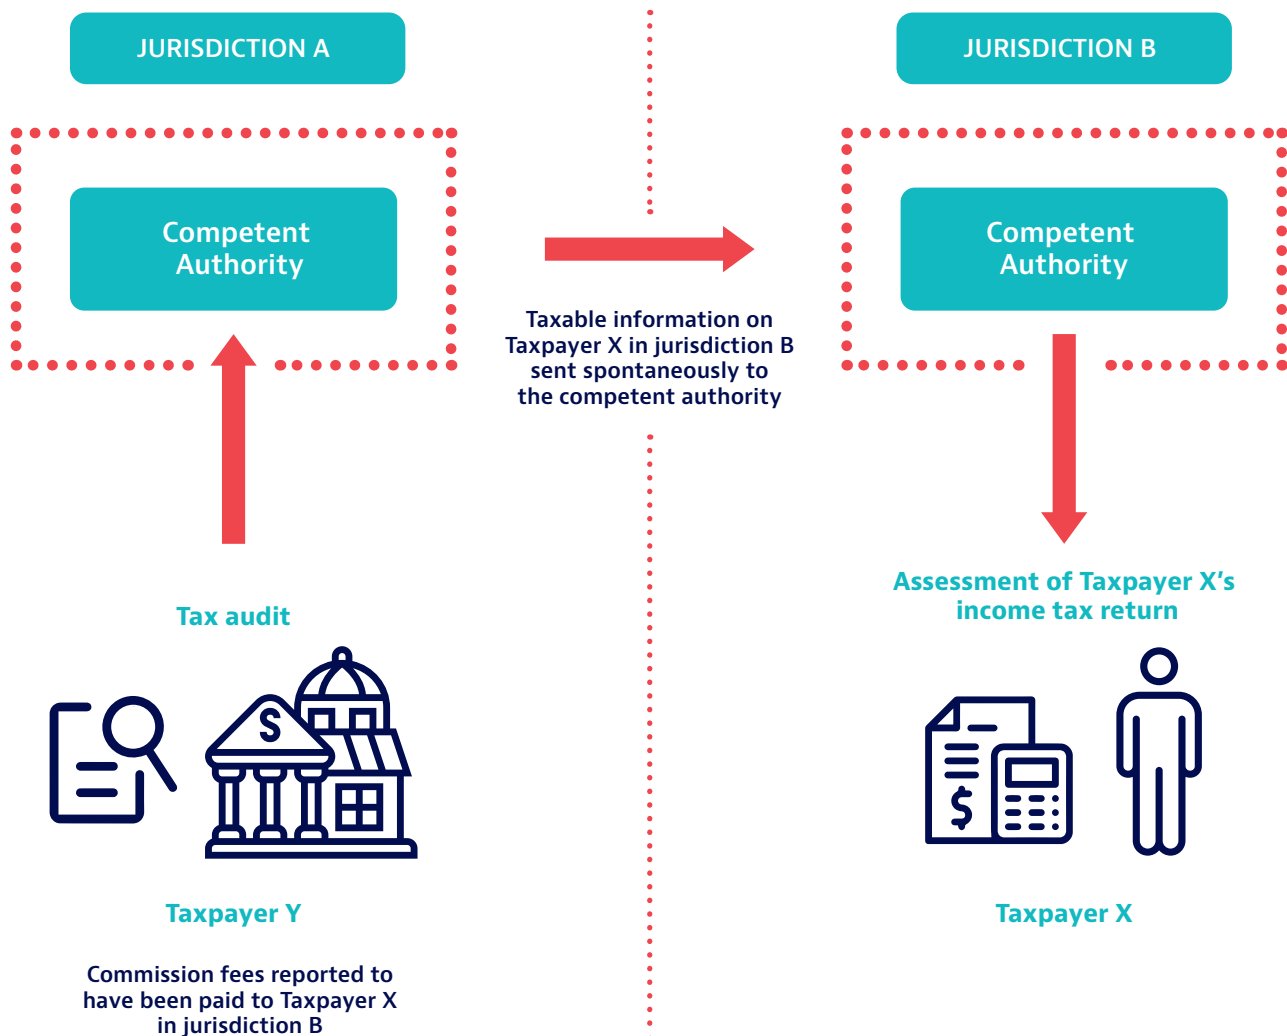 JURISDICTION A
JURISDICTION B
Competent
Authority
Competent
Authority
Taxable information on
Taxpayer X in jurisdiction B
sent spontaneously to
the competent authority
Tax audit
Assessment of Taxpayer X’s
income tax return
S
$
Taxpayer Y
Taxpayer X
Commission fees reported to
have been paid to Taxpayer X
in jurisdiction B